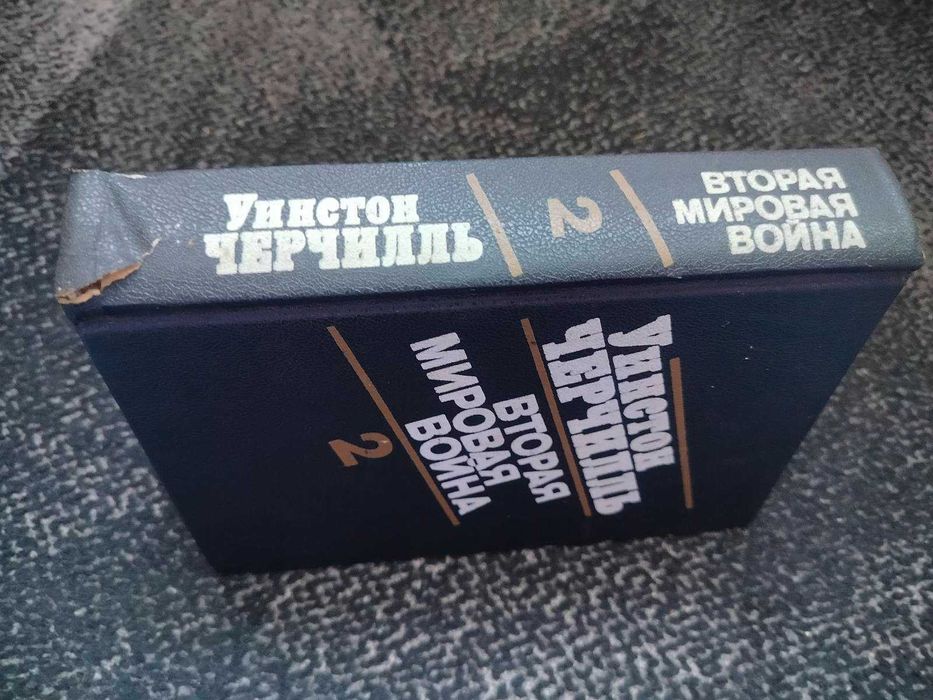 Уинстон
ЧЕРЧИЛЛЬ
2
ВТОРАЯ
МИРОВАЯ
ВОЙНА
Уинстон
ЧЕРЧИЛЛЬ
ВТОРАЯ
МИРОВАЯ
ВОЙНА
2